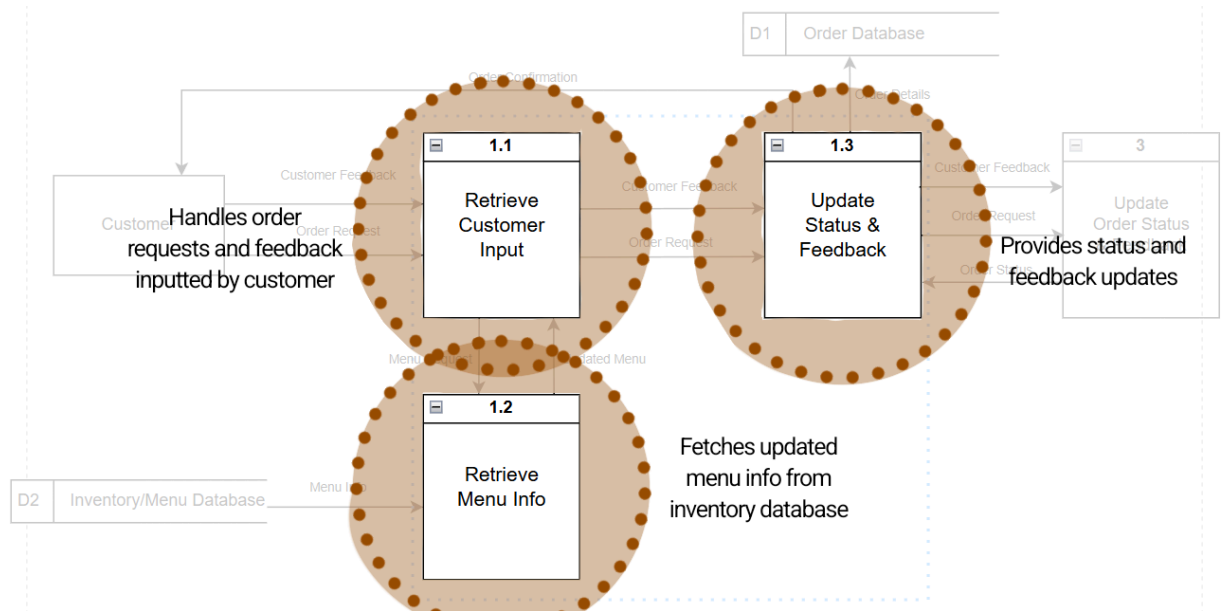 D1 Order Database
Order Confirmation
Order Details
1.1
1.3
3
Customer Feedback
Customer Feedback
Customer Feedback
Retrieve
Customer
Input
Update
Status &
Feedback
Update
Order Status
Customer
Handles order
requests and feedback
inputted by customer
Order Request
Order Request
Order Request
Provides status and
feedback updates
Order Status
Menu Request
Updated Menu
1.2
Retrieve
Menu Info
Fetches updated
menu info from
inventory database
D2 Inventory/Menu Database
Menu Info